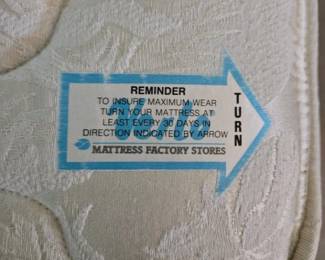 REMINDER
TO INSURE MAXIMUM WEAR
TURN YOUR MATTRESS AT
LEAST EVERY 30 DAYS IN
DIRECTION INDICATED BY ARROW
MATTRESS FACTORY STORES
TURN